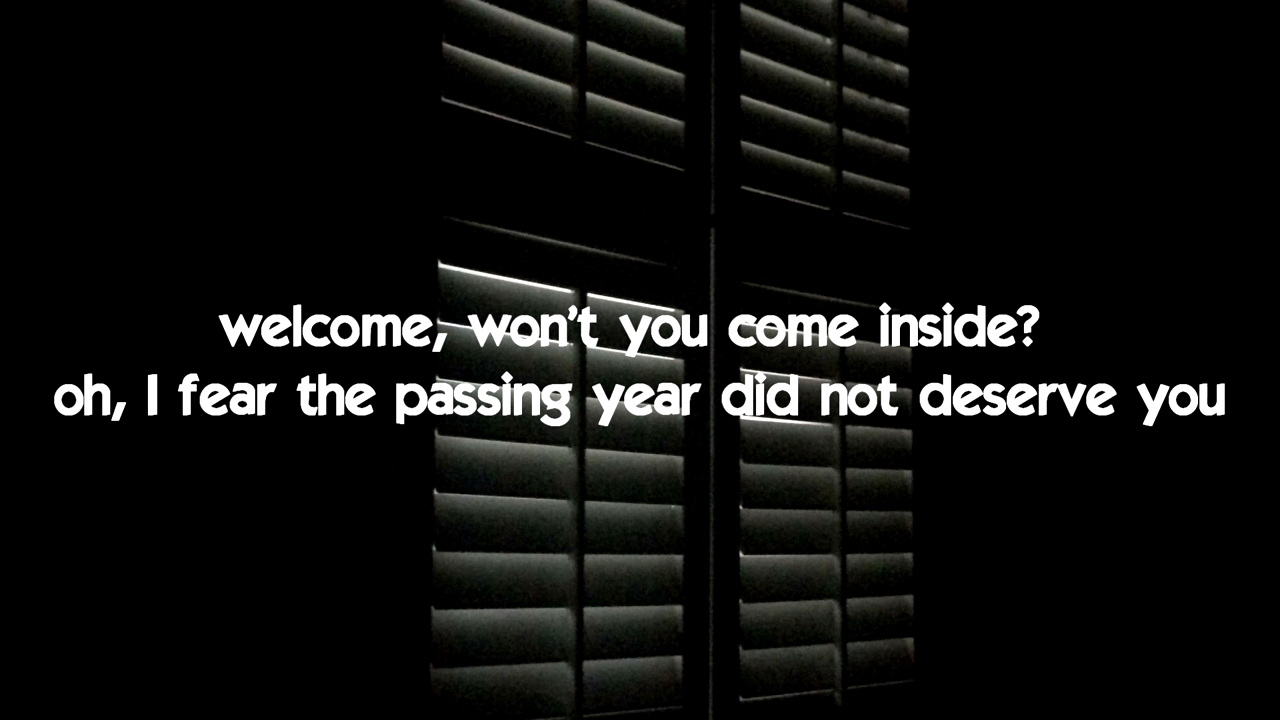 welcome, won't you come inside?
oh, I fear the passing year did not deserve you